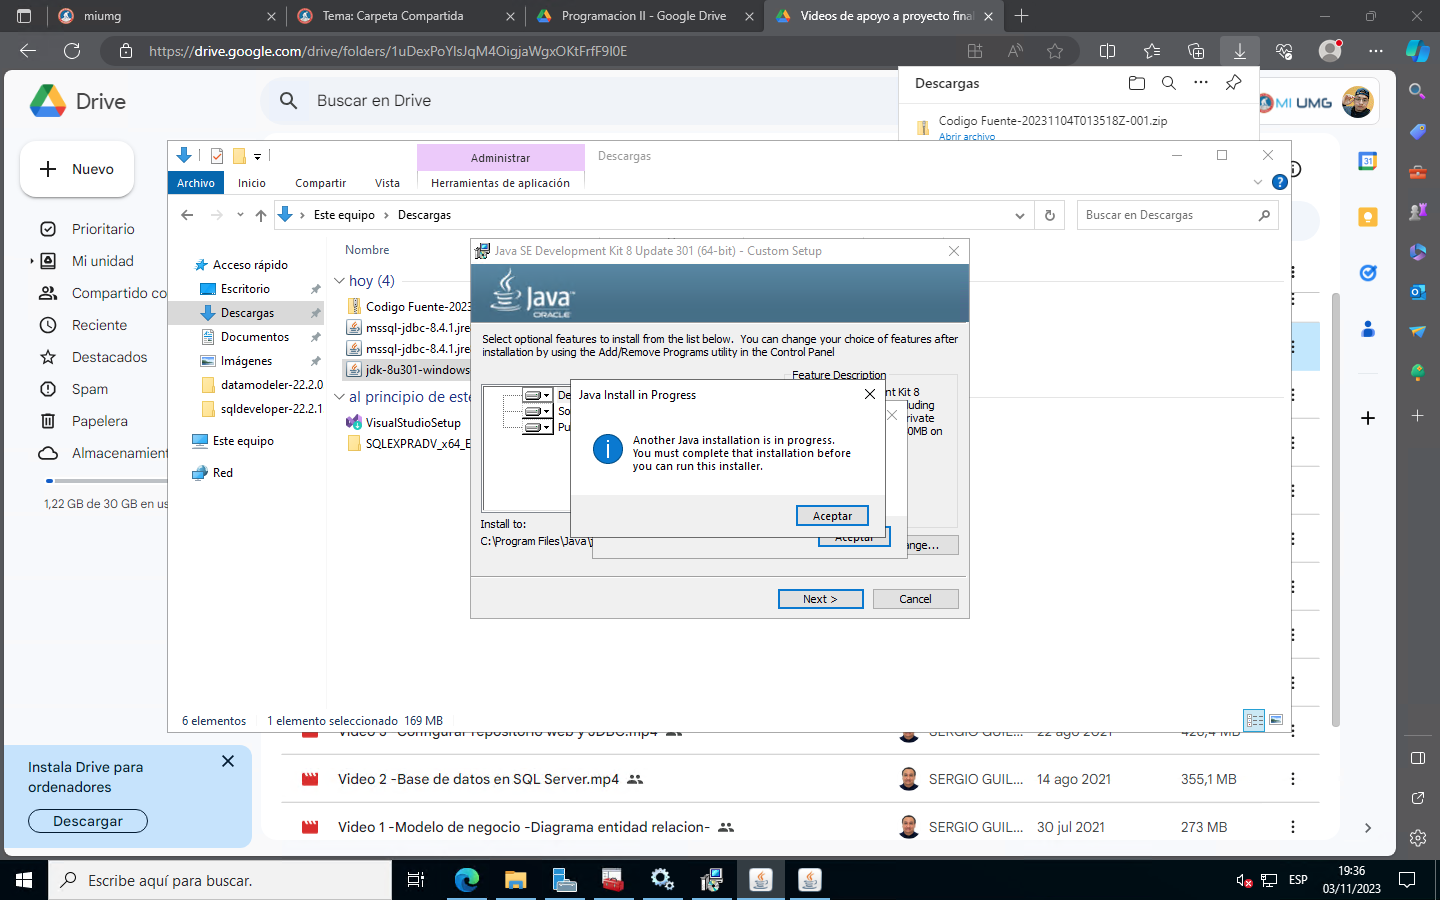 miumg
Tema: Carpeta Compartida
Programacion II - Google Drive
Videos de apoyo a proyecto final
https://drive.google.com/drive/folders/1uDexPoYIsJqM4OigjaWgxOKtFrfF9I0E
Drive
Buscar en Drive
Descargas
Codigo Fuente-20231104T013518Z-001.zip
Abrir archivo
MI UMG
Nuevo
Prioritario
Mi unidad
Compartido co
Reciente
Destacados
Spam
Papelera
Almacenamien
1,22 GB de 30 GB en us
Instala Drive para
ordenadores
Descargar
Administrar
Descargas
Archivo
Inicio
Compartir
Vista
Herramientas de aplicación
Este equipo
Descargas
Buscar en Descargas
Acceso rápido
Escritorio
Descargas
Documentos
Imágenes
datamodeler-22.2.0
sqldeveloper-22.2.1
Este equipo
Red
Nombre
hoy (4)
Codigo Fuente-2023
mssql-jdbc-8.4.1.jre
mssql-jdbc-8.4.1.jre
jdk-8u301-windows
al principio de este
VisualStudioSetup
SQLEXPRADV_x64_E
6 elementos
1 elemento seleccionado 169 MB
Java SE Development Kit 8 Update 301 (64-bit) - Custom Setup
Java
ORACLE
Select optional features to install from the list below. You can change your choice of features after
installation by using the Add/Remove Programs utility in the Control Panel
Feature Description
De
So
Pu
nt Kit 8
luding
rivate
0MB on
Install to:
C:\Program Files\Java\j
ange...
Next >
Cancel
Java Install in Progress
Another Java installation is in progress.
You must complete that installation before
you can run this installer.
Aceptar
Aceptar
Video 3 -Configurar repositorio web y JDBC.mp4
22 ago 2021
Video 2 -Base de datos en SQL Server.mp4
SERGIO GUIL...
14 ago 2021
355,1 MB
Video 1 -Modelo de negocio -Diagrama entidad relacion-
SERGIO GUIL...
30 jul 2021
273 MB
Escribe aquí para buscar.
ESP
19:36
03/11/2023